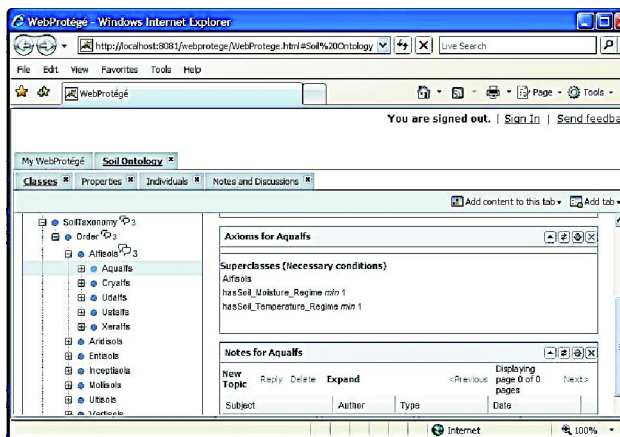 WebProtégé - Windows Internet Explorer
http://localhost:8081/webprotege/WebProtege.html#Soil%20Ontology
Live Search
File Edit View Favorites Tools Help
WebProtégé
Page Tools
You are signed out. | Sign In | Send feedba
My WebProtégé Soil Ontology
Classes Properties Individuals Notes and Discussions
Add content to this tab Add tab
SoilTaxonomy 3
Order 3
Alfisols 3
Aqualfs
Cryalfs
Udalfs
Ustalfs
Xeralfs
Aridisols
Entisols
Inceptisols
Mollisols
Ultisols
Vertisols
Axioms for Aqualfs
Superclasses (Necessary conditions)
Alfisols
hasSoil_Moisture_Regime min 1
hasSoil_Temperature_Regime min 1
Notes for Aqualfs
New Topic Reply Delete Expand <Previous Displaying page 0 of 0 pages Next>
Subject Author Type Date
Internet 100%